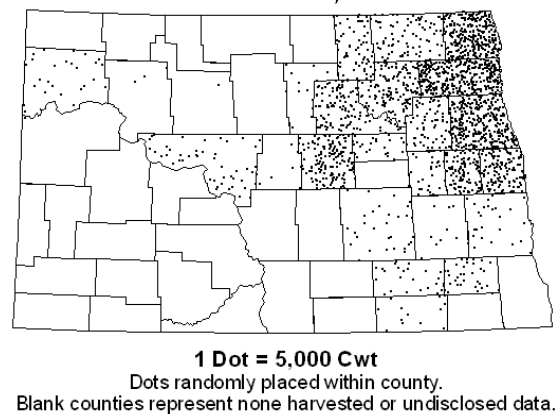 1 Dot = 5,000 Cwt
Dots randomly placed within county.
Blank counties represent none harvested or undisclosed data.